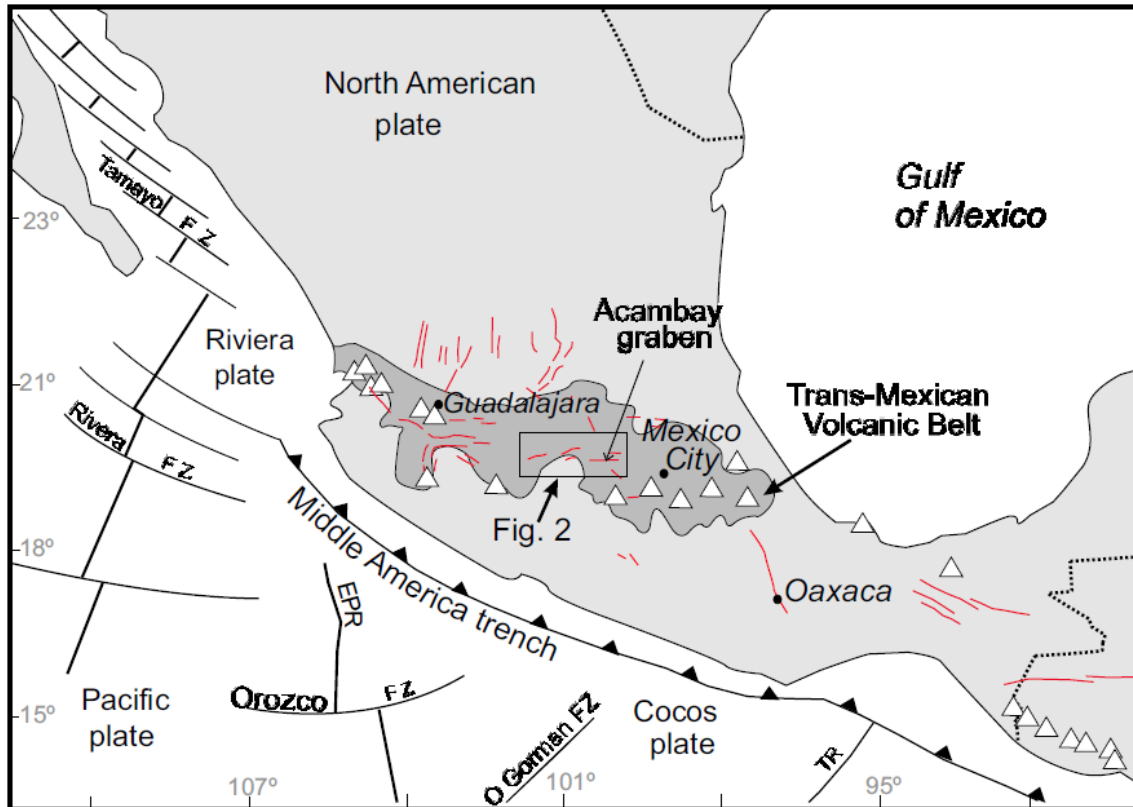 North American
plate
Gulf
of Mexico
Tamayo
F Z
23º
Acambay
graben
Riviera
plate
21º
Guadalajara
Trans-Mexican
Volcanic Belt
Mexico
City
Rivera
F Z
Fig. 2
Middle America trench
18º
EPR
Oaxaca
Orozco
F Z
Pacific
plate
15º
O Gorman FZ
Cocos
plate
TR
107º
101º
95º